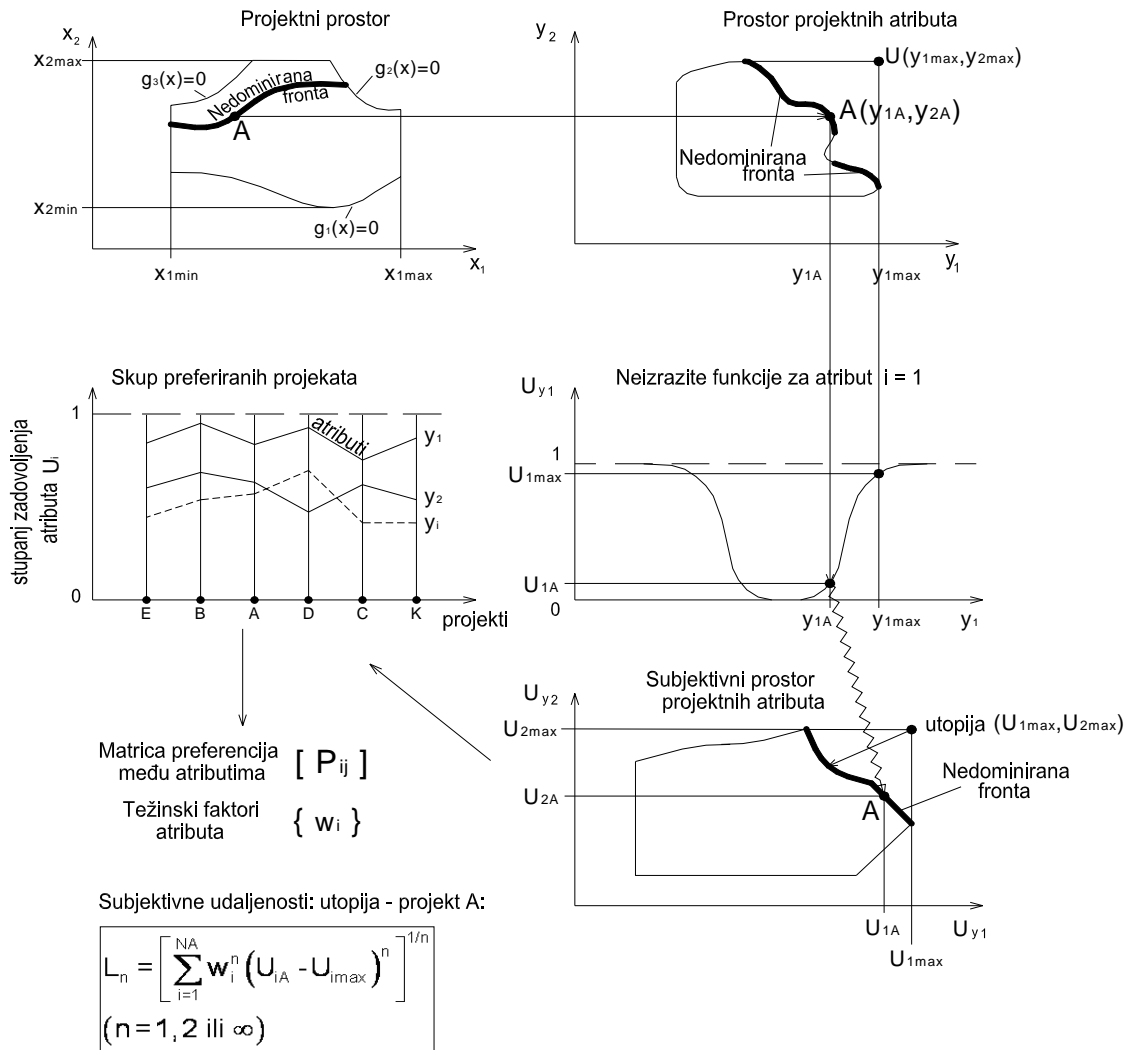 Projektni prostor
x2
x2max
g3(x)=0
g2(x)=0
Nedominirana
fronta
A
x2min
g1(x)=0
x1min
x1max
x1
Prostor projektnih atributa
y2
U(y1max,y2max)
A(y1A,y2A)
Nedominirana
fronta
y1A
y1max
y1
Skup preferiranih projekata
stupanj zadovoljenja
atributa Ui
1
atributi
y1
y2
yi
0
E B A D C K
projekti
Neizrazite funkcije za atribut i = 1
Uy1
1
U1max
U1A
0
y1A
y1max
y1
Matrica preferencija
među atributima
[ Pij ]
Težinski faktori
atributa
{ wi }
Subjektivni prostor
projektnih atributa
Uy2
U2max
utopija (U1max,U2max)
Nedominirana
fronta
U2A
A
U1A
Uy1
U1max
Subjektivne udaljenosti: utopija - projekt A:
Ln = [ NA ∑ i=1 wi^n (UiA - Uimax)^n ]^1/n
(n = 1, 2 ili ∞)